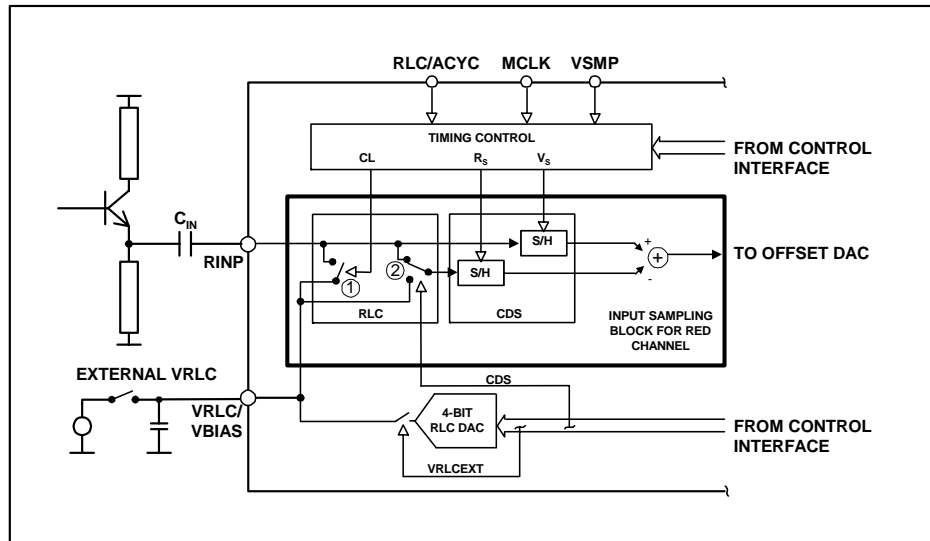 RLC/ACYC MCLK VSMP
TIMING CONTROL
CL RS VS
FROM CONTROL
INTERFACE
CIN
RINP
S/H
S/H
+
+
-
TO OFFSET DAC
1
2
RLC
CDS
INPUT SAMPLING
BLOCK FOR RED
CHANNEL
EXTERNAL VRLC
VRLC/
VBIAS
CDS
4-BIT
RLC DAC
VRLCEXT
FROM CONTROL
INTERFACE